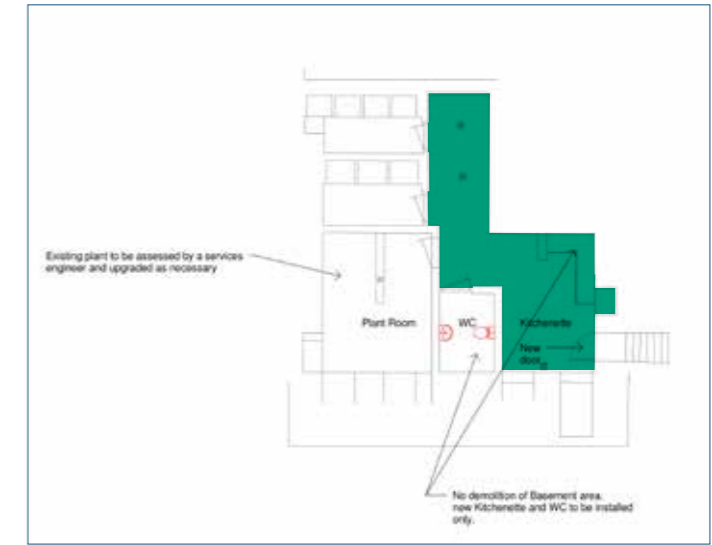 Existing plant to be assessed by a services
engineer and upgraded as necessary
Plant Room
WC
Kitchenette
New
door
No demolition of Basement area.
new Kitchenette and WC to be installed
only.